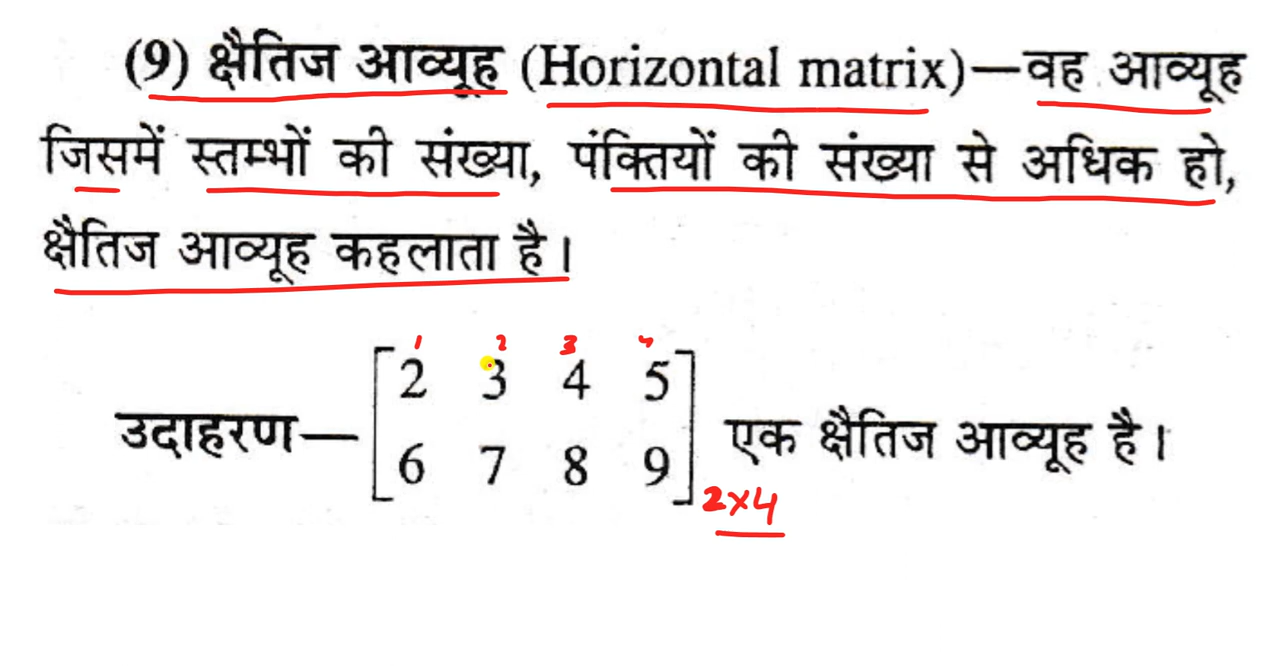 (9) क्षैतिज आव्यूह (Horizontal matrix)—वह आव्यूह
जिसमें स्तम्भों की संख्या, पंक्तियों की संख्या से अधिक हो,
क्षैतिज आव्यूह कहलाता है।
1 2 3 4
2 3 4 5
उदाहरण— एक क्षैतिज आव्यूह है।
6 7 8 9
2×4